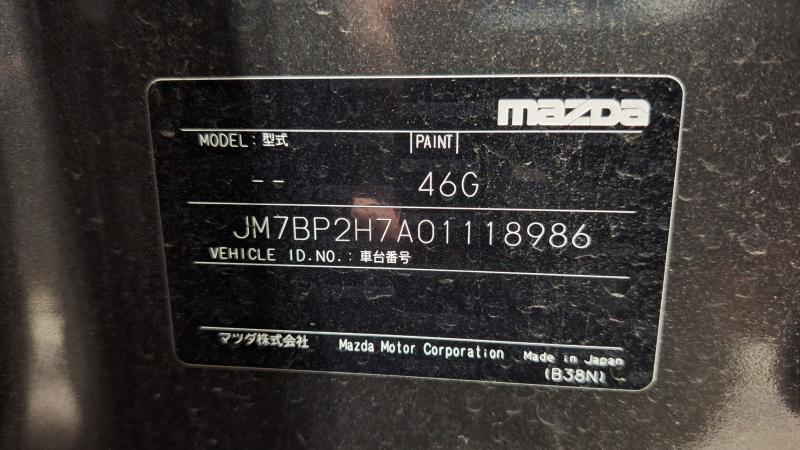 mazda
MODEL: 型式 |PAINT|
-- 46G
JM7BP2H7A01118986
VEHICLE ID.NO.: 車台番号
マツダ株式会社 Mazda Motor Corporation Made in Japan
(B38N)